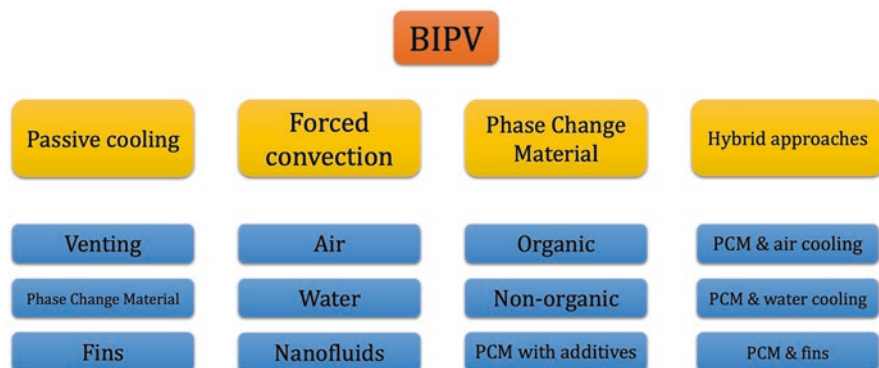 BIPV
Passive cooling
Forced
convection
Phase Change
Material
Hybrid approaches
Venting
Air
Organic
PCM & air cooling
Phase Change Material
Water
Non-organic
PCM & water cooling
Fins
Nanofluids
PCM with additives
PCM & fins